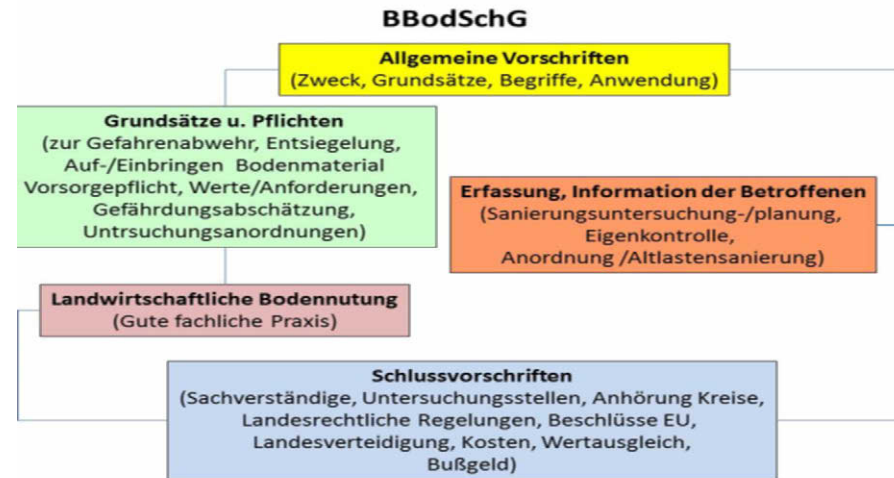 BBodSchG
Allgemeine Vorschriften
(Zweck, Grundsätze, Begriffe, Anwendung)
Grundsätze u. Pflichten
(zur Gefahrenabwehr, Entsiegelung,
Auf-/Einbringen Bodenmaterial
Vorsorgepflicht, Werte/Anforderungen,
Gefährdungsabschätzung,
Untrsuchungsanordnungen)
Erfassung, Information der Betroffenen
(Sanierungsuntersuchung-/planung,
Eigenkontrolle,
Anordnung /Altlastensanierung)
Landwirtschaftliche Bodennutung
(Gute fachliche Praxis)
Schlussvorschriften
(Sachverständige, Untersuchungsstellen, Anhörung Kreise,
Landesrechtliche Regelungen, Beschlüsse EU,
Landesverteidigung, Kosten, Wertausgleich,
Bußgeld)